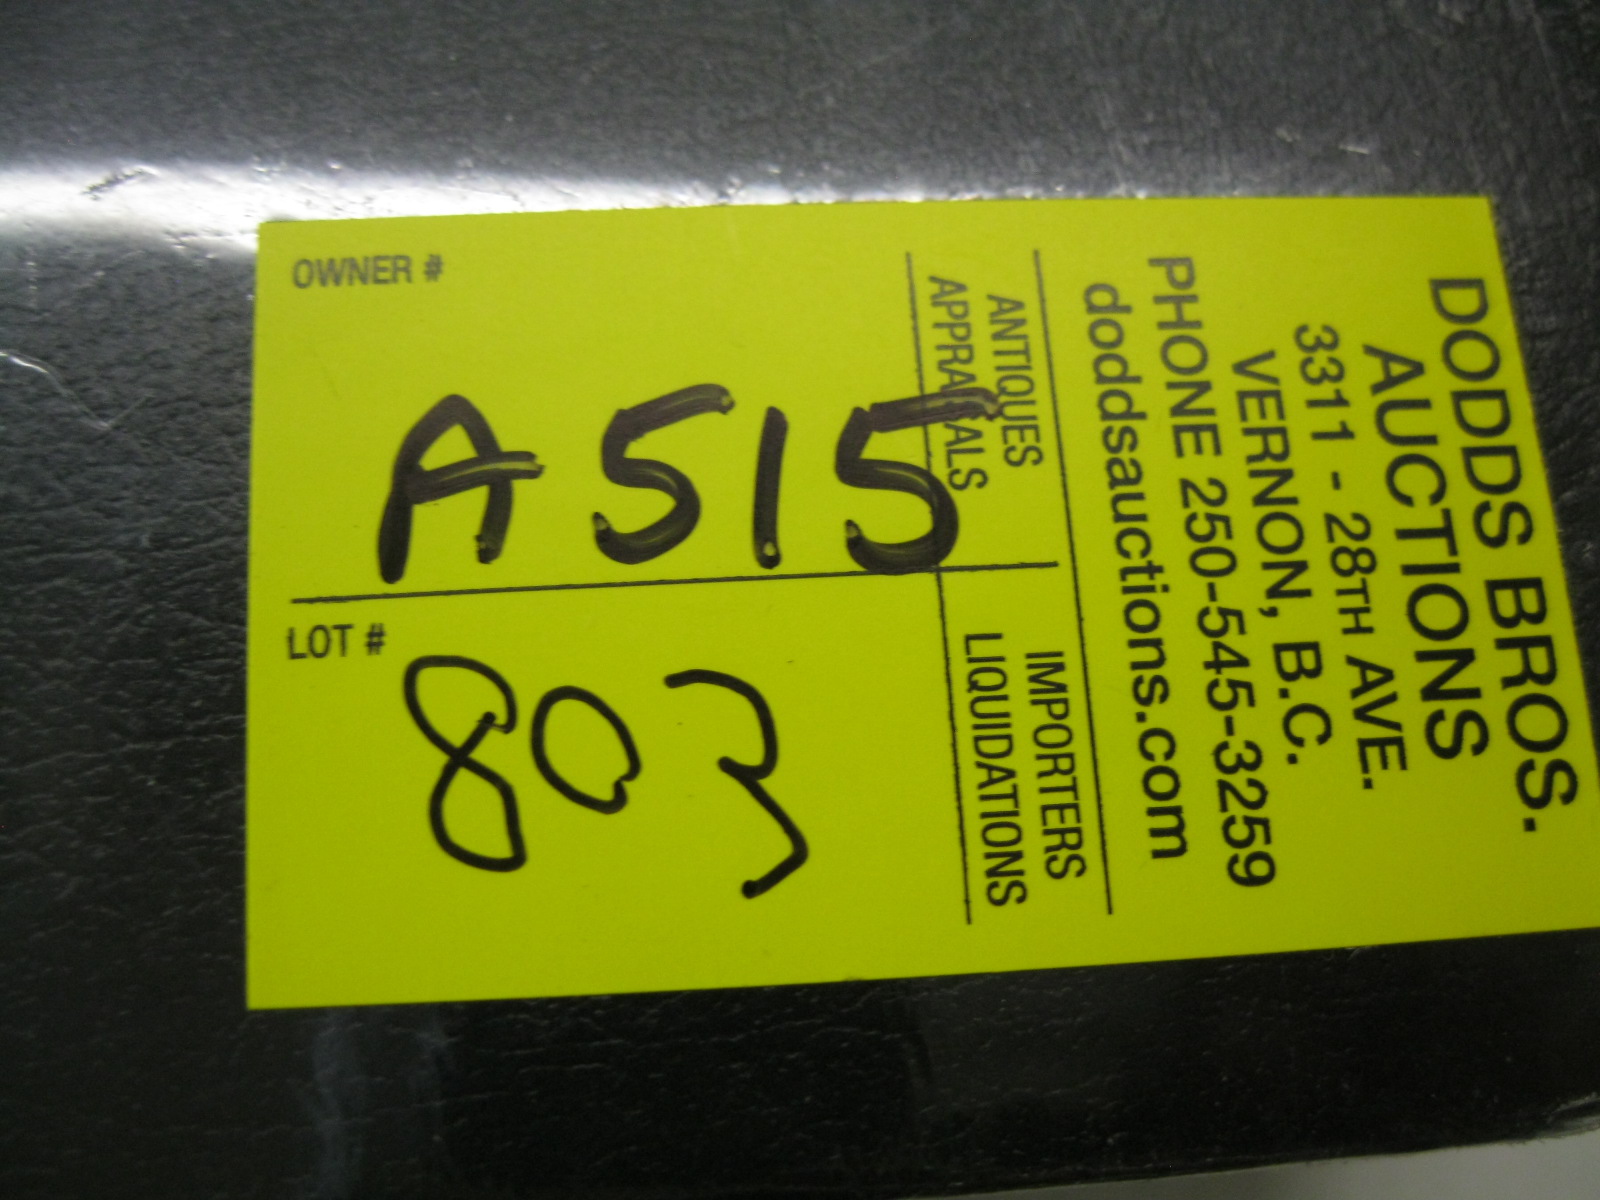 DODDS BROS.
AUCTIONS
3311 - 28TH AVE.
VERNON, B.C.
PHONE 250-545-3259
doddsauctions.com
ANTIQUES
APPRAISALS
IMPORTERS
LIQUIDATIONS
OWNER #
A515
LOT #
803